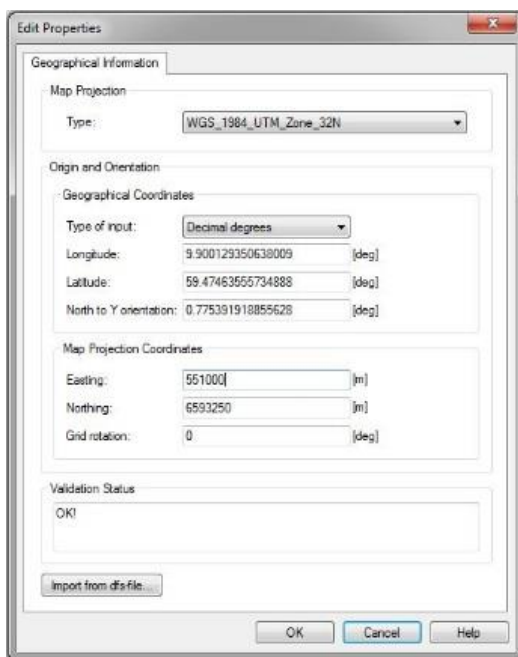 Edit Properties
Geographical Information
Map Projection
Type: WGS_1984_UTM_Zone_32N
Origin and Orientation
Geographical Coordinates
Type of input: Decimal degrees
Longitude: 9.900129350638009 [deg]
Latitude: 59.47463555734888 [deg]
North to Y orientation: 0.775391918855628 [deg]
Map Projection Coordinates
Easting: 551000 [m]
Northing: 6593250 [m]
Grid rotation: 0 [deg]
Validation Status
OK!
Import from dfs-file...
OK Cancel Help